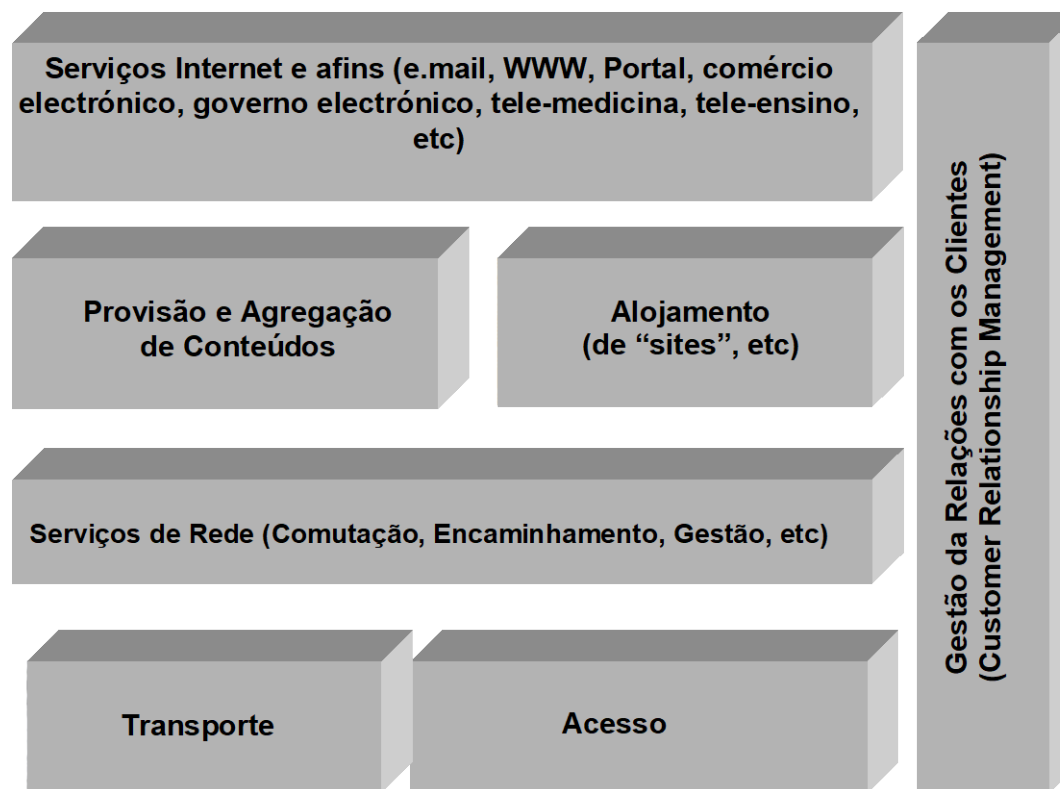 Serviços Internet e afins (e.mail, WWW, Portal, comércio
electrónico, governo electrónico, tele-medicina, tele-ensino,
etc)
Provisão e Agregação
de Conteúdos
Alojamento
(de “sites”, etc)
Serviços de Rede (Comutação, Encaminhamento, Gestão, etc)
Transporte
Acesso
Gestão da Relações com os Clientes
(Customer Relationship Management)